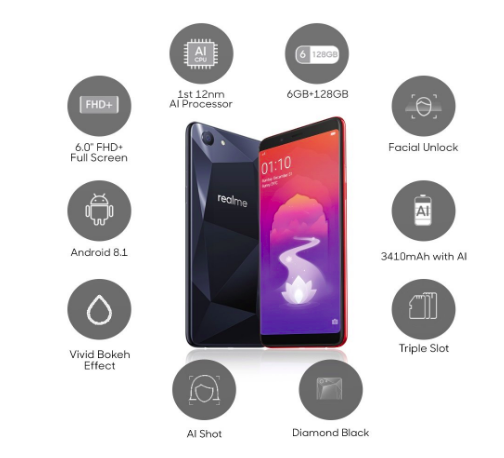 AI
CPU
1st 12nm
AI Processor
6 128GB
6GB+128GB
FHD+
6.0" FHD+
Full Screen
Facial Unlock
Android 8.1
realme
01:10
AI
3410mAh with AI
Vivid Bokeh
Effect
Triple Slot
AI Shot
Diamond Black